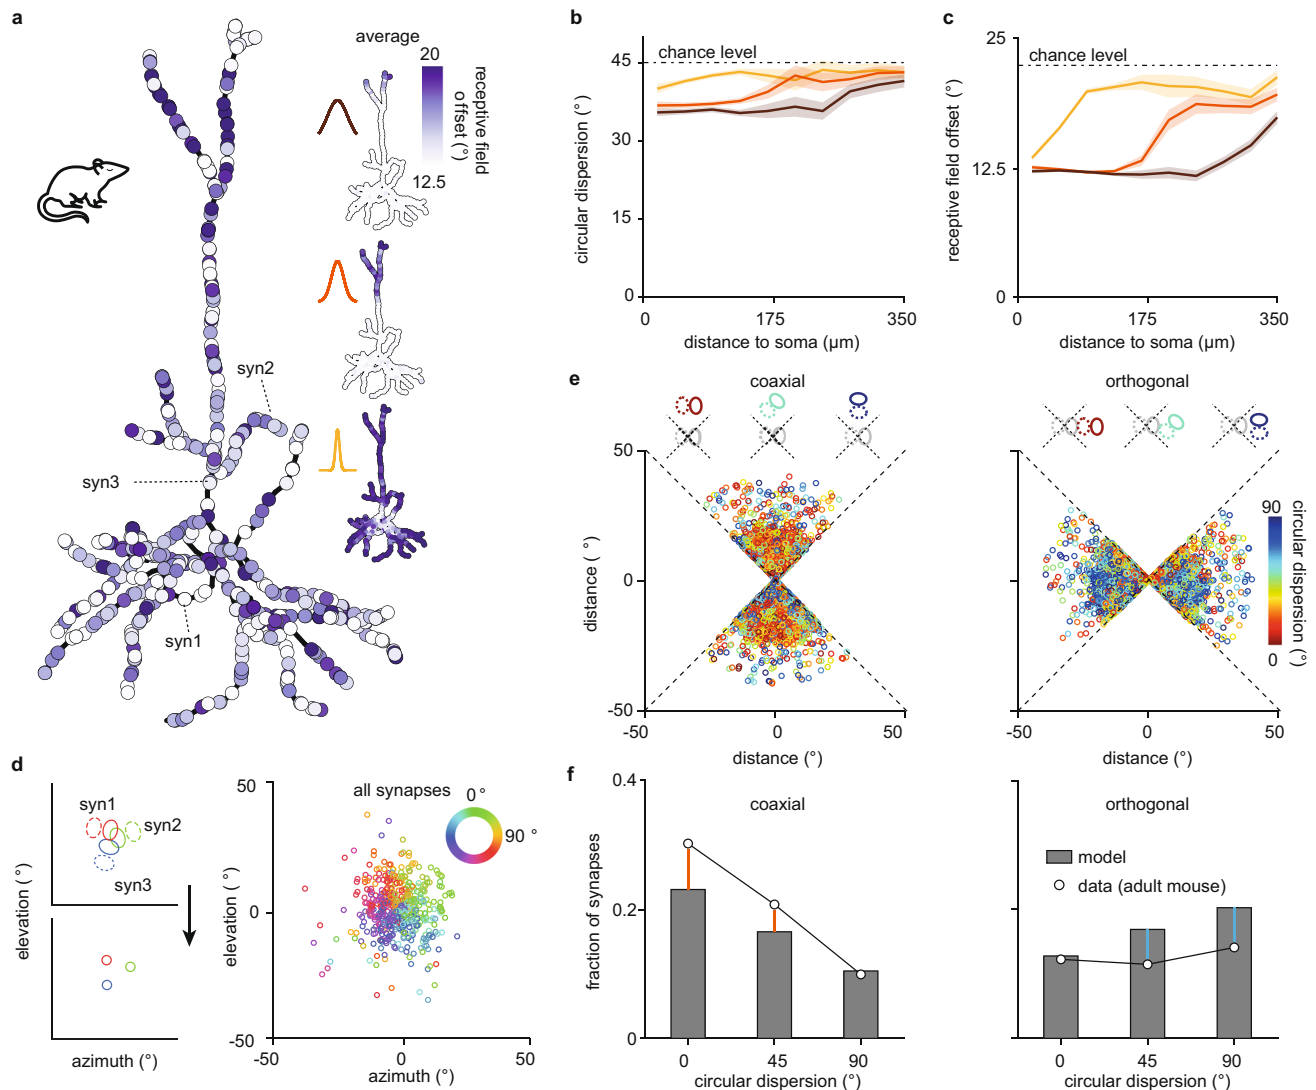 a
average
20
receptive field
offset (°)
12.5
syn2
syn3
syn1
b
45
chance level
30
15
0
circular dispersion (°)
0
175
350
distance to soma (µm)
c
25
chance level
12.5
0
receptive field offset (°)
0
175
350
distance to soma (µm)
d
syn1
syn2
syn3
elevation (°)
azimuth (°)
50
all synapses
0 °
90 °
elevation (°)
0
-50
-50
0
50
azimuth (°)
e
coaxial
50
distance (°)
0
-50
-50
0
50
distance (°)
orthogonal
90
circular dispersion (°)
0
-50
0
50
distance (°)
f
0.4
coaxial
fraction of synapses
0.2
0
0
45
90
circular dispersion (°)
orthogonal
model
data (adult mouse)
0
45
90
circular dispersion (°)